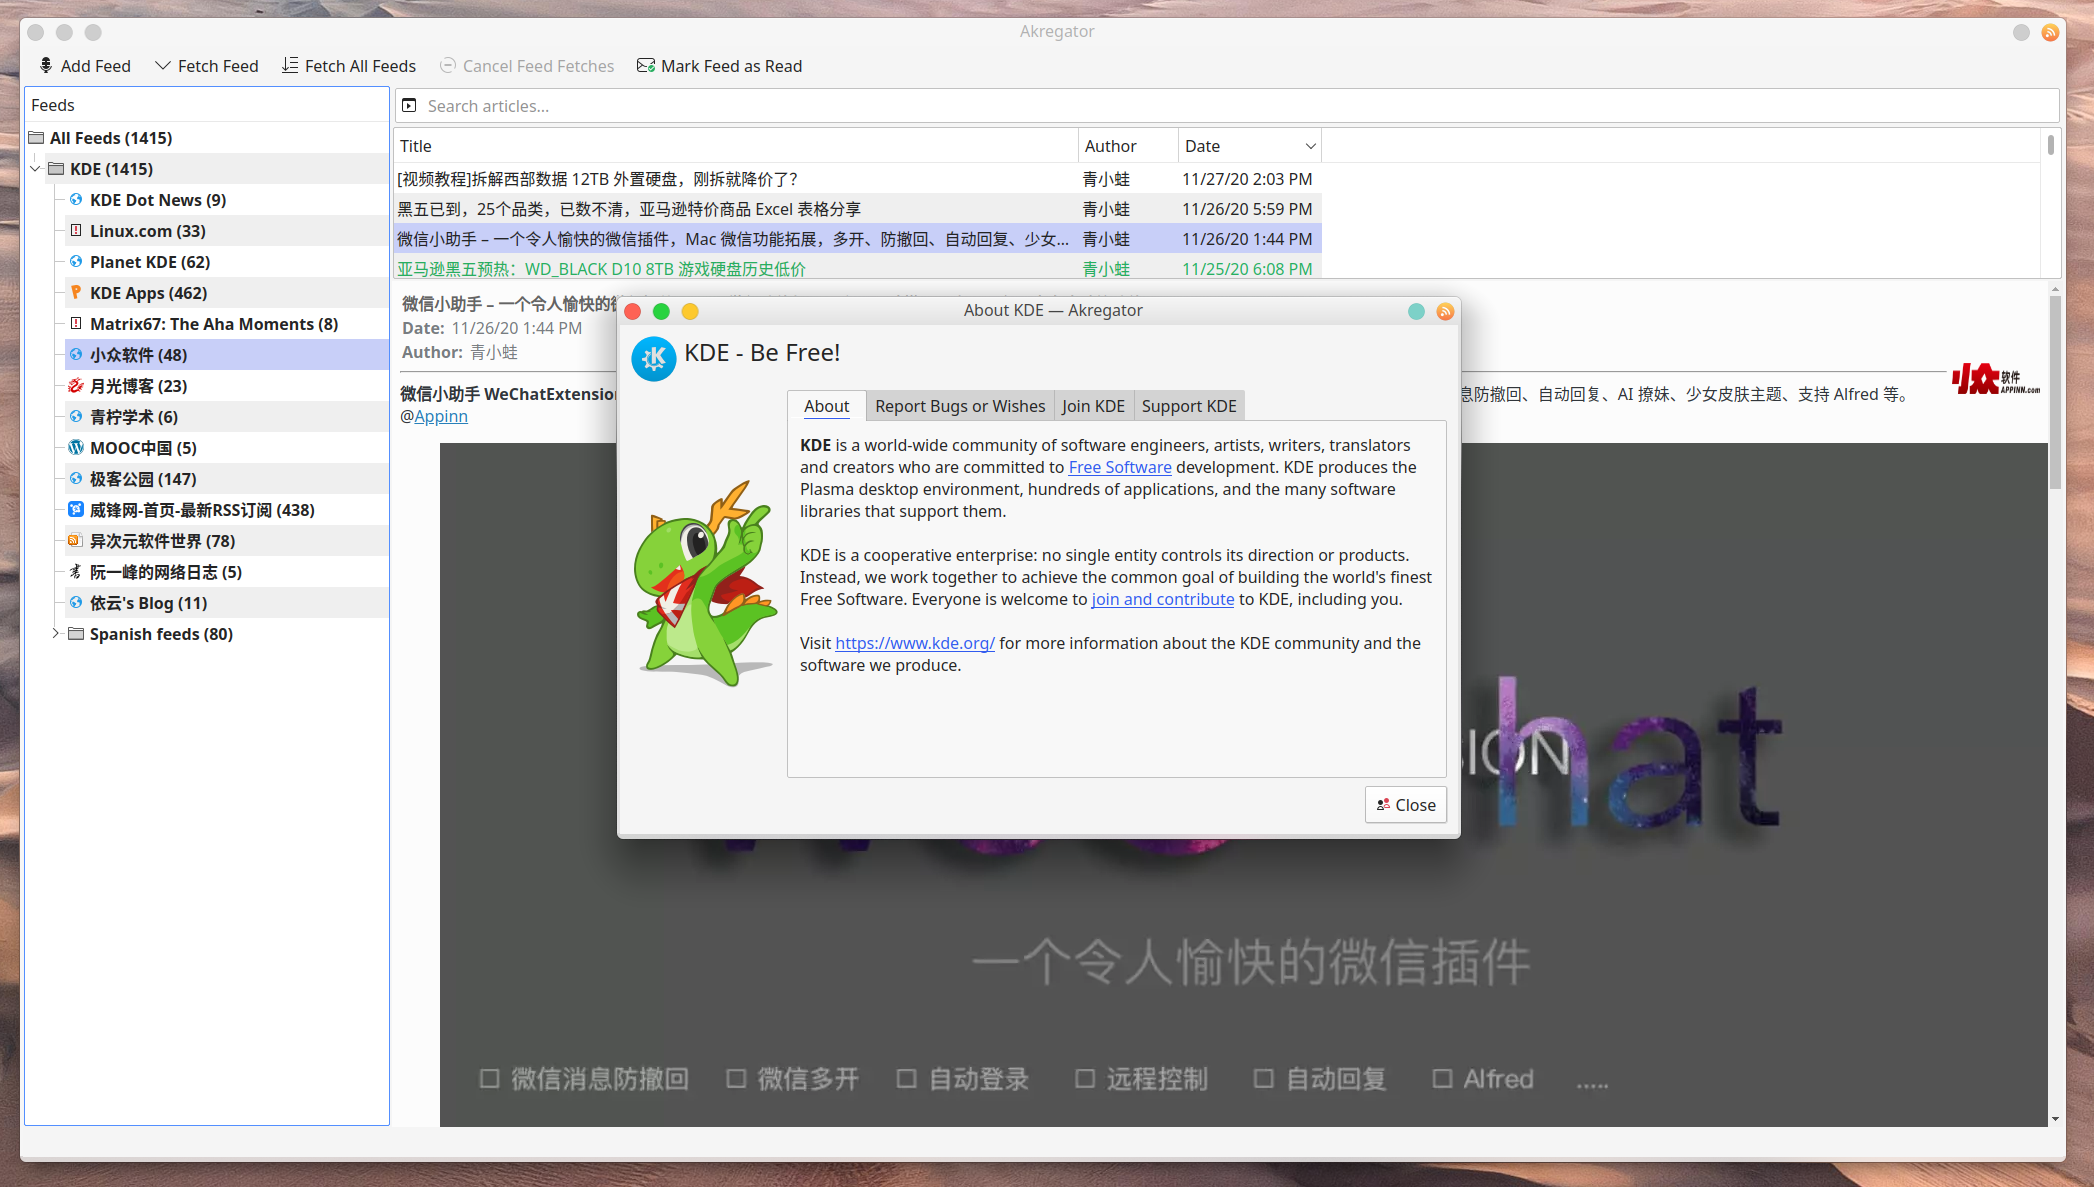 Akregator
Add Feed
Fetch Feed
Fetch All Feeds
Cancel Feed Fetches
Mark Feed as Read
Feeds
All Feeds (1415)
KDE (1415)
KDE Dot News (9)
Linux.com (33)
Planet KDE (62)
KDE Apps (462)
Matrix67: The Aha Moments (8)
小众软件 (48)
月光博客 (23)
青柠学术 (6)
MOOC中国 (5)
极客公园 (147)
威锋网-首页-最新RSS订阅 (438)
异次元软件世界 (78)
阮一峰的网络日志 (5)
依云's Blog (11)
Spanish feeds (80)
Search articles...
Title Author Date
[视频教程]拆解西部数据 12TB 外置硬盘，刚拆就降价了？ 青小蛙 11/27/20 2:03 PM
黑五已到，25个品类，已数不清，亚马逊特价商品 Excel 表格分享 青小蛙 11/26/20 5:59 PM
微信小助手 – 一个令人愉快的微信插件，Mac 微信功能拓展，多开、防撤回、自动回复、少女... 青小蛙 11/26/20 1:44 PM
亚马逊黑五预热：WD_BLACK D10 8TB 游戏硬盘历史低价 青小蛙 11/25/20 6:08 PM
微信小助手 – 一个令人愉快的
Date: 11/26/20 1:44 PM
Author: 青小蛙
微信小助手 WeChatExtension
息防撤回、自动回复、AI 撩妹、少女皮肤主题、支持 Alfred 等。
@Appinn
小众软件
APPINN.com
About KDE — Akregator
KDE - Be Free!
About
Report Bugs or Wishes
Join KDE
Support KDE
KDE is a world-wide community of software engineers, artists, writers, translators
and creators who are committed to Free Software development. KDE produces the
Plasma desktop environment, hundreds of applications, and the many software
libraries that support them.
KDE is a cooperative enterprise: no single entity controls its direction or products.
Instead, we work together to achieve the common goal of building the world's finest
Free Software. Everyone is welcome to join and contribute to KDE, including you.
Visit https://www.kde.org/ for more information about the KDE community and the
software we produce.
Close
SION
hat
一个令人愉快的微信插件
微信消息防撤回 微信多开 自动登录 远程控制 自动回复 Alfred .....